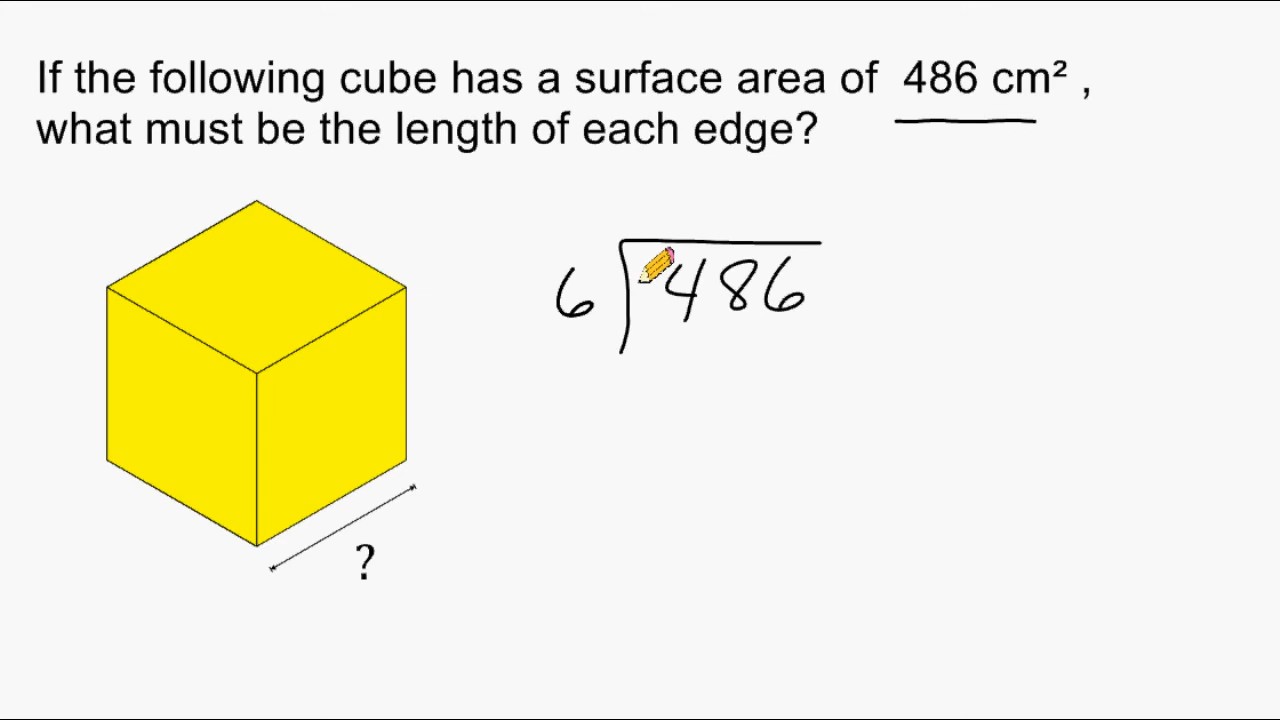 If the following cube has a surface area of 486 cm² ,
what must be the length of each edge?
6 486
?